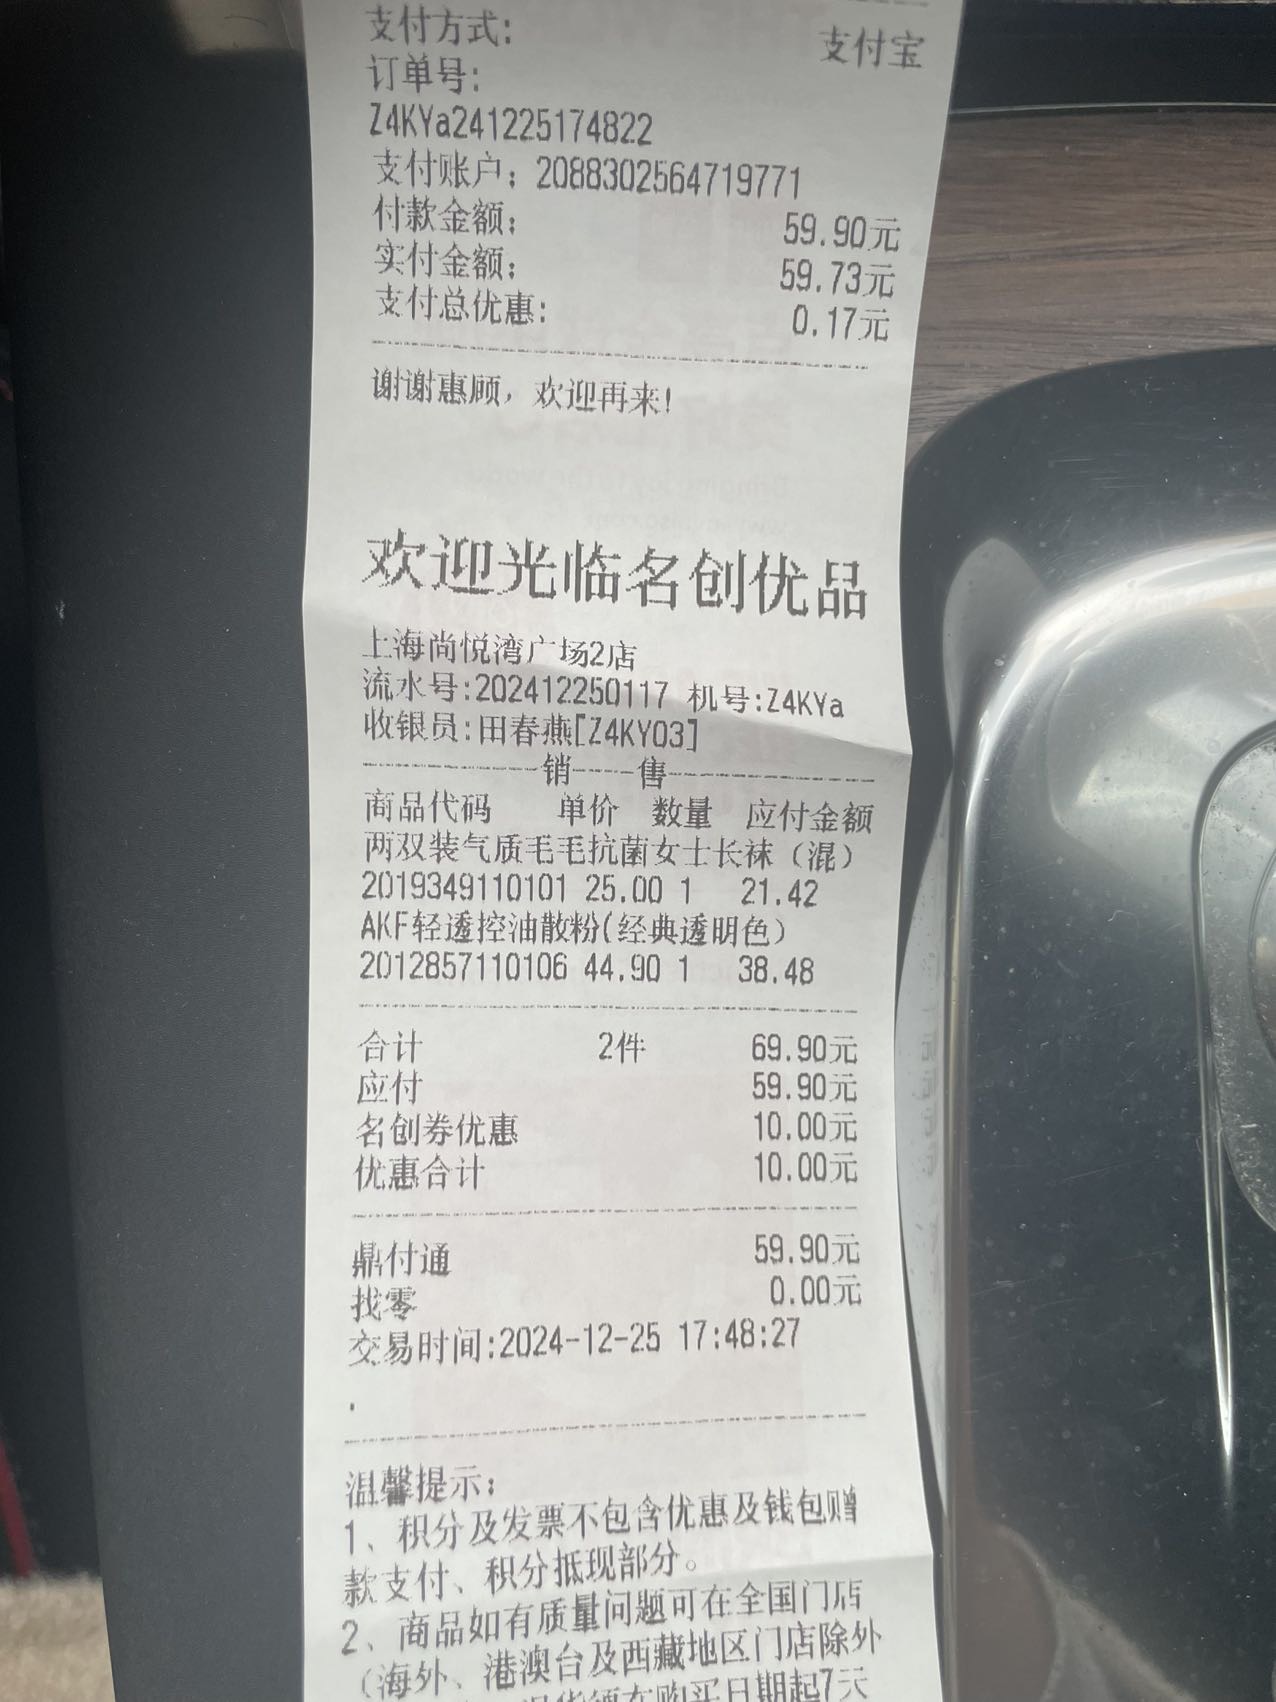 支付方式: 支付宝
订单号:
Z4KYa241225174822
支付账户: 2088302564719771
付款金额: 59.90元
实付金额: 59.73元
支付总优惠: 0.17元
谢谢惠顾, 欢迎再来!
欢迎光临名创优品
上海尚悦湾广场2店
流水号:202412250117 机号:Z4KYa
收银员:田春燕[Z4KY03]
销 售
商品代码 单价 数量 应付金额
两双装气质毛毛抗菌女士长袜（混）
2019349110101 25.00 1 21.42
AKF轻透控油散粉(经典透明色）
2012857110106 44.90 1 38.48
合计 2件 69.90元
应付 59.90元
名创券优惠 10.00元
优惠合计 10.00元
鼎付通 59.90元
找零 0.00元
交易时间:2024-12-25 17:48:27
.
温馨提示:
1、积分及发票不包含优惠及钱包赠
款支付、积分抵现部分。
2、商品如有质量问题可在全国门店
（海外、港澳台及西藏地区门店除外
在购买日期起7天